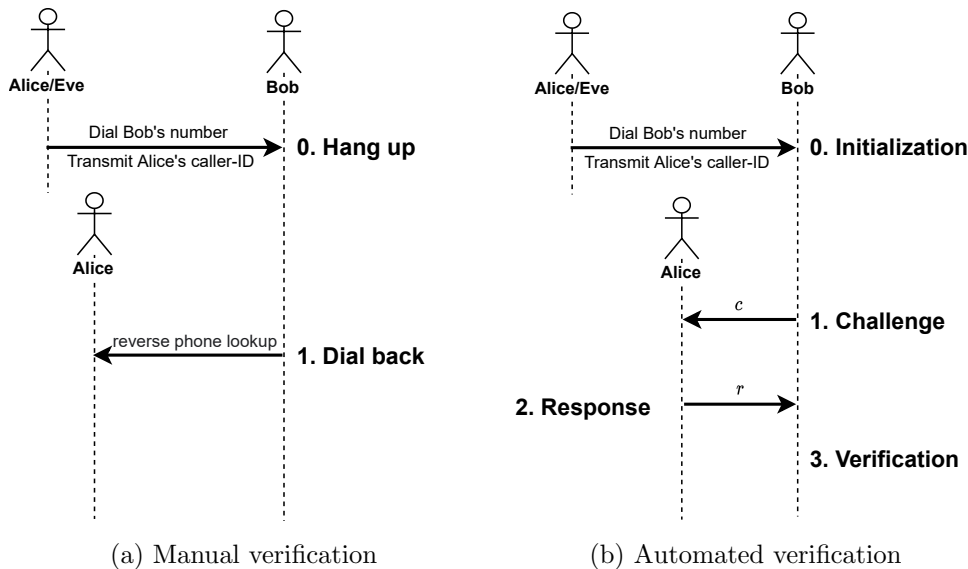 Alice/Eve
Bob
Dial Bob's number
Transmit Alice's caller-ID
0. Hang up
Alice
reverse phone lookup
1. Dial back
(a) Manual verification
Alice/Eve
Bob
Dial Bob's number
Transmit Alice's caller-ID
0. Initialization
Alice
c
1. Challenge
2. Response
r
3. Verification
(b) Automated verification